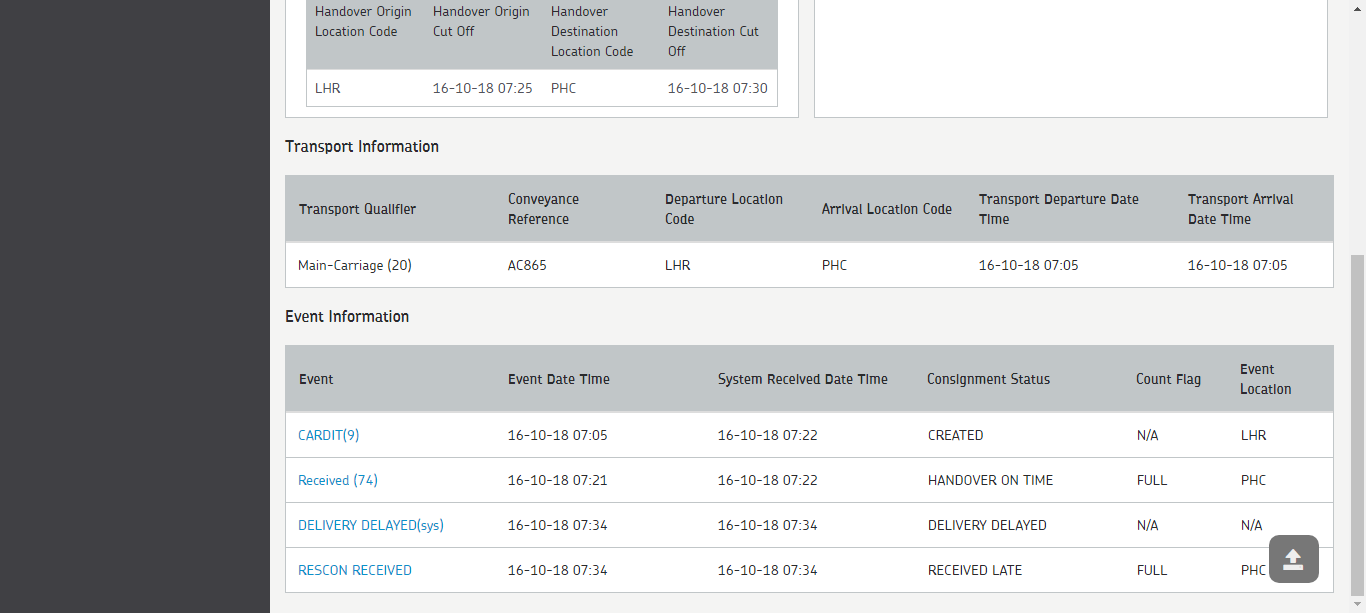 Handover Origin Handover Origin Handover Handover
Location Code Cut Off Destination Destination Cut
Location Code Off
LHR 16-10-18 07:25 PHC 16-10-18 07:30
Transport Information
Conveyance Departure Location Transport Departure Date Transport Arrival
Transport Qualifier Arrival Location Code
Reference Code Time Date Time
Main-Carriage (20) AC865 LHR PHC 16-10-18 07:05 16-10-18 07:05
Event Information
Event
Event Event Date Time System Received Date Time Consignment Status Count Flag
Location
CARDIT(9) 16-10-18 07:05 16-10-18 07:22 CREATED N/A LHR
Received (74) 16-10-18 07:21 16-10-18 07:22 HANDOVER ON TIME FULL PHC
DELIVERY DELAYED(sys) 16-10-18 07:34 16-10-18 07:34 DELIVERY DELAYED N/A N/A
RESCON RECEIVED 16-10-18 07:34 16-10-18 07:34 RECEIVED LATE FULL PHC